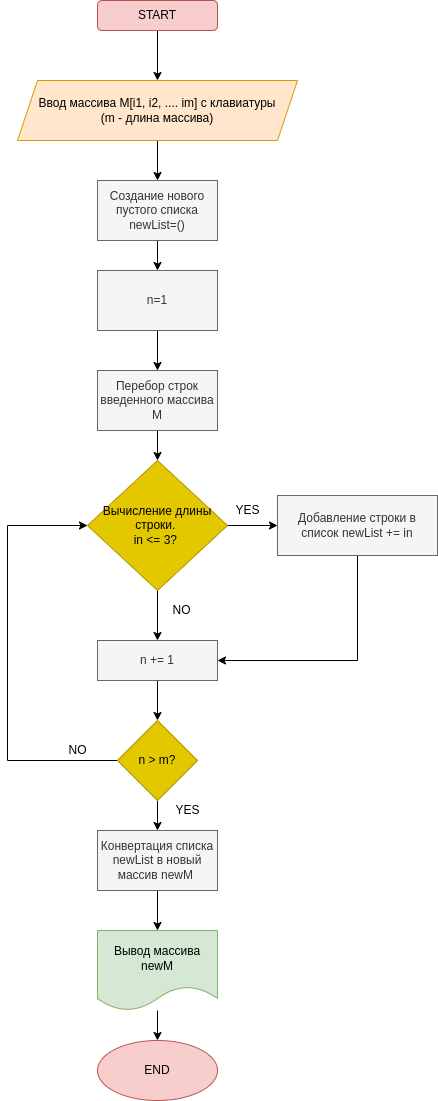 START
Ввод массива M[i1, i2, .... im] с клавиатуры
(m - длина массива)
Создание нового
пустого списка
newList=()
n=1
Перебор строк
введенного массива
M
Вычисление длины
строки.
in <= 3?
YES
Добавление строки в
список newList += in
NO
n += 1
n > m?
NO
YES
Конвертация списка
newList в новый
массив newM
Вывод массива
newM
END